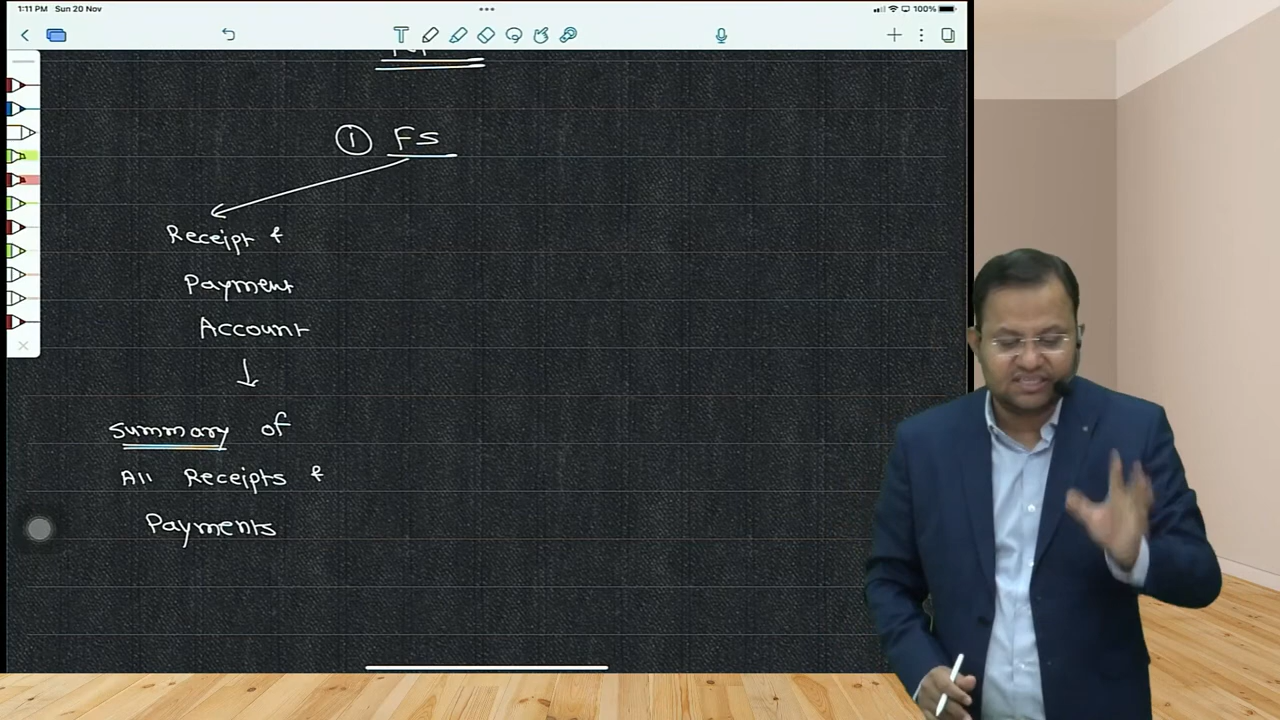 1:11 PM Sun 20 Nov
100%
① FS
Receipt &
Payment
Account
Summary of
All Receipts &
Payments